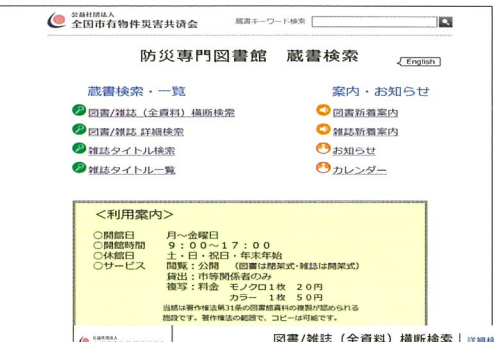 公益社団法人
全国市有物件災害共済会
蔵書キーワード検索
防災専門図書館 蔵書検索
English
蔵書検索・一覧
案内・お知らせ
図書/雑誌（全資料）横断検索
図書新着案内
図書/雑誌 詳細検索
雑誌新着案内
雑誌タイトル検索
お知らせ
雑誌タイトル一覧
カレンダー
＜利用案内＞
○開館日 月～金曜日
○開館時間 ９：００～１７：００
○休館日 土・日・祝日・年末年始
○サービス 閲覧：公開 （図書は閉架式・雑誌は開架式）
貸出：市等関係者のみ
複写：料金 モノクロ１枚 ２０円
カラー １枚 ５０円
当館は著作権法第31条の図書館資料の複製が認められる
施設です。著作権法の範囲で、コピーは可能です。
公益社団法人
図書/雑誌（全資料）横断検索